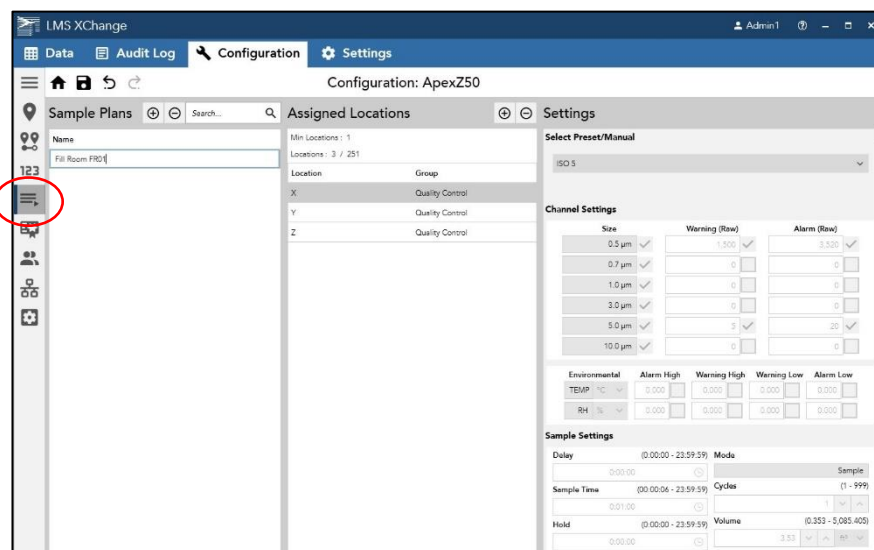 LMS XChange
Admin1
Data Audit Log Configuration Settings
Configuration: ApexZ50
Sample Plans Search...
Name
Fill Room FR01
123
Assigned Locations
Min Locations : 1
Locations : 3 / 251
Location Group
X Quality Control
Y Quality Control
Z Quality Control
Settings
Select Preset/Manual
ISO 5
Channel Settings
Size Warning (Raw) Alarm (Raw)
0.5 µm 1,500 3,520
0.7 µm 0 0
1.0 µm 0 0
3.0 µm 0 0
5.0 µm 5 20
10.0 µm 0 0
Environmental Alarm High Warning High Warning Low Alarm Low
TEMP °C 0.000 0.000 0.000 0.000
RH % 0.000 0.000 0.000 0.000
Sample Settings
Delay (0:00:00 - 23:59:59) Mode
0:00:00 Sample
Sample Time (00:00:06 - 23:59:59) Cycles (1 - 999)
0:01:00 1
Hold (0:00:00 - 23:59:59) Volume (0.353 - 5,085.405)
0:00:00 3.53